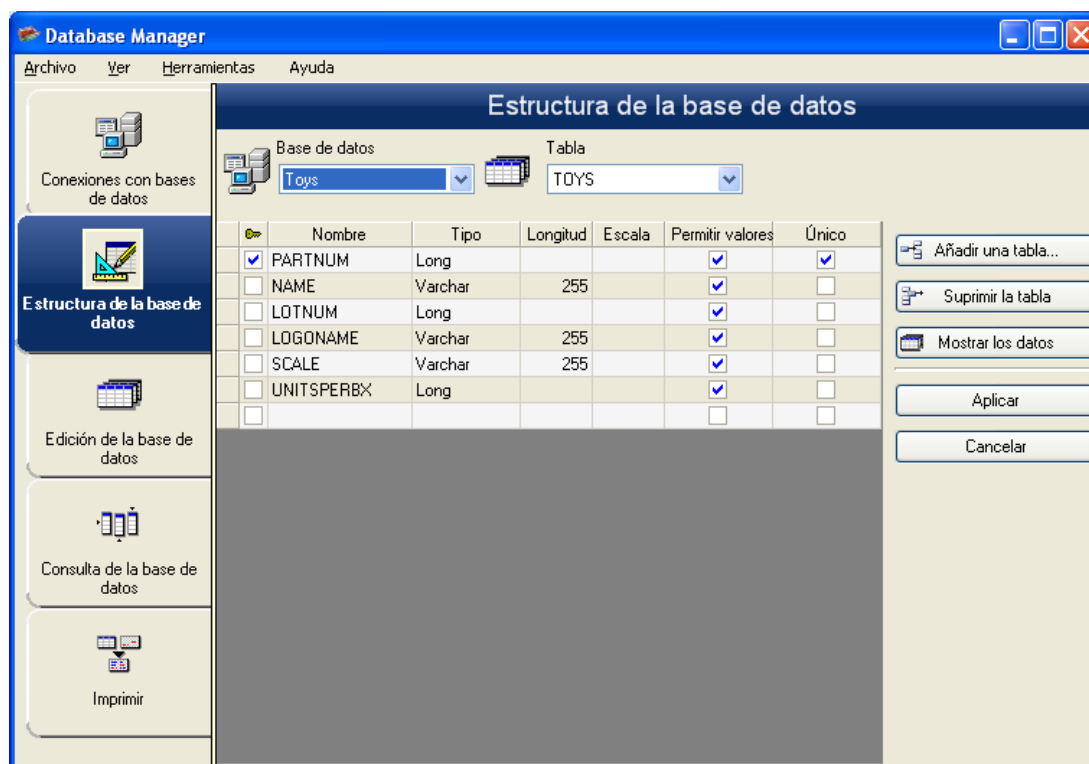 Database Manager
Archivo Ver Herramientas Ayuda
Conexiones con bases
de datos
Estructura de la base de
datos
Edición de la base de
datos
Consulta de la base de
datos
Imprimir
Estructura de la base de datos
Base de datos
Toys
Tabla
TOYS
Nombre Tipo Longitud Escala Permitir valores Único
PARTNUM Long
NAME Varchar 255
LOTNUM Long
LOGONAME Varchar 255
SCALE Varchar 255
UNITSPERBX Long
Añadir una tabla...
Suprimir la tabla
Mostrar los datos
Aplicar
Cancelar